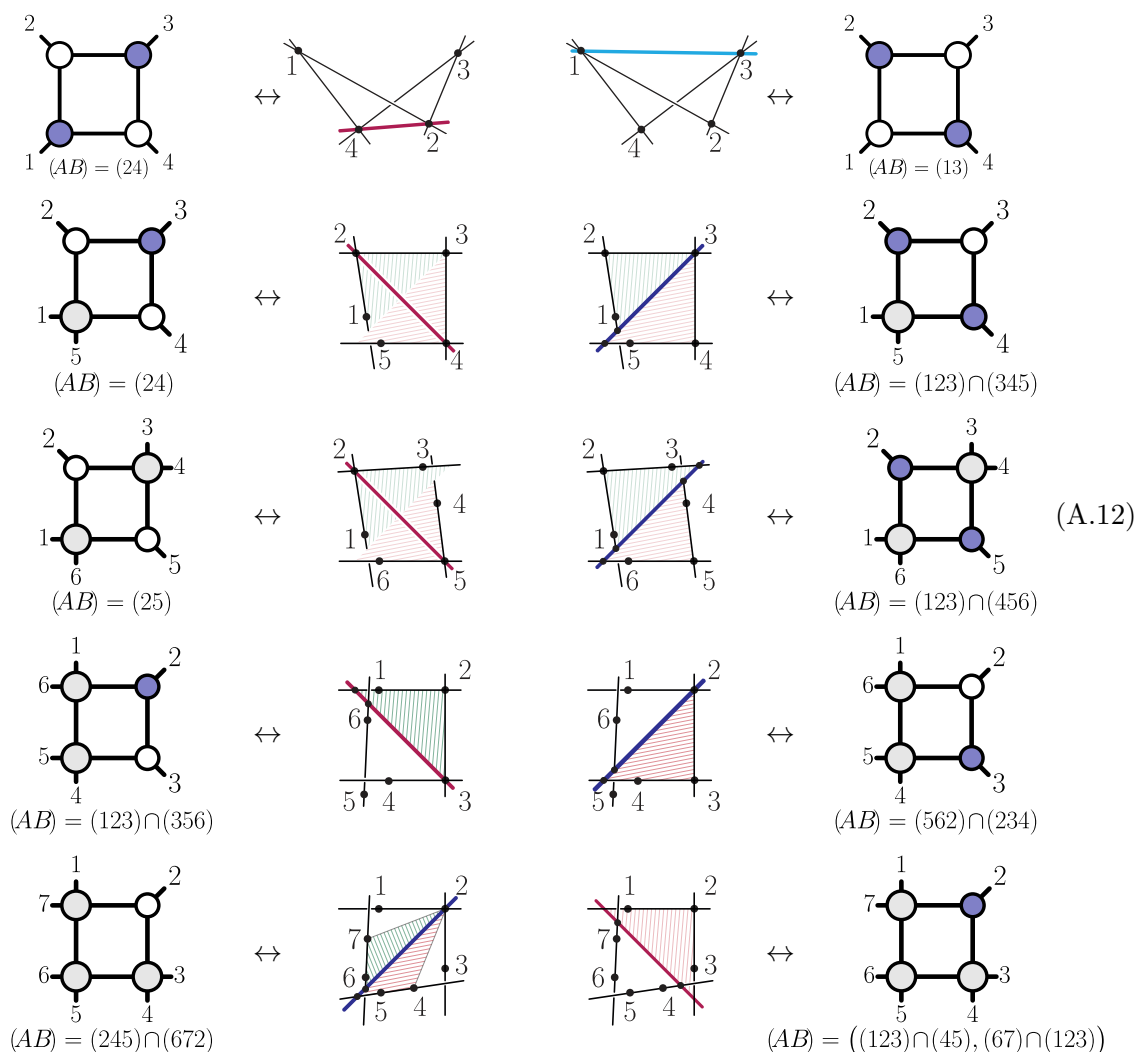 2 3 1 3 1 3 2 3
↔ ↔
1 4 4 2 4 2 1 4
(AB) = (24) (AB) = (13)
2 3 2 3 2 3 2 3
1 ↔ 1 1 ↔ 1
5 4 5 4 5 4 5 4
(AB) = (24) (AB) = (123)∩(345)
3 3
2 4 2 3 2 3 2 4
1 ↔ 1 4 1 4 ↔ 1 (A.12)
6 5 6 5 6 5 6 5
(AB) = (25) (AB) = (123)∩(456)
1 2 1 2 1 2 1 2
6 ↔ 6 6 ↔ 6
5 5
4 3 5 4 3 5 4 3 4 3
(AB) = (123)∩(356) (AB) = (562)∩(234)
1 2 1 2 1 2 1 2
7 ↔ 7 7 ↔ 7
6 3 6 3 6 3 6 3
5 4 5 4 5 4 5 4
(AB) = (245)∩(672) (AB) = ((123)∩(45), (67)∩(123))